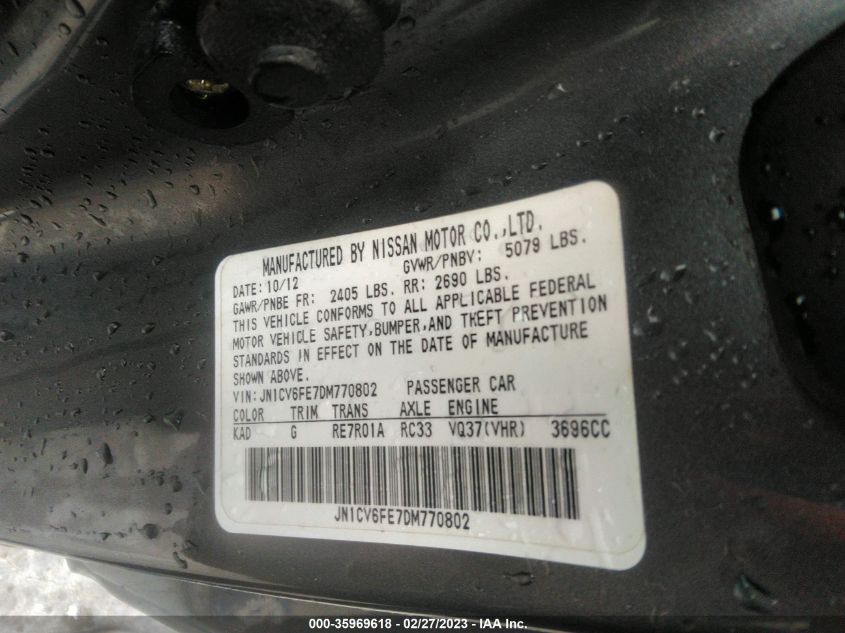 MANUFACTURED BY NISSAN MOTOR CO.,LTD.
DATE: 10/12 GVWR/PNBV: 5079 LBS.
GAWR/PNBE FR: 2405 LBS. RR: 2690 LBS.
THIS VEHICLE CONFORMS TO ALL APPLICABLE FEDERAL
MOTOR VEHICLE SAFETY,BUMPER,AND THEFT PREVENTION
STANDARDS IN EFFECT ON THE DATE OF MANUFACTURE
SHOWN ABOVE.
VIN: JN1CV6FE7DM770802 PASSENGER CAR
COLOR TRIM TRANS AXLE ENGINE
KAD G RE7R01A RC33 VQ37(VHR) 3696CC
JN1CV6FE7DM770802
000-35969618 - 02/27/2023 - IAA Inc.